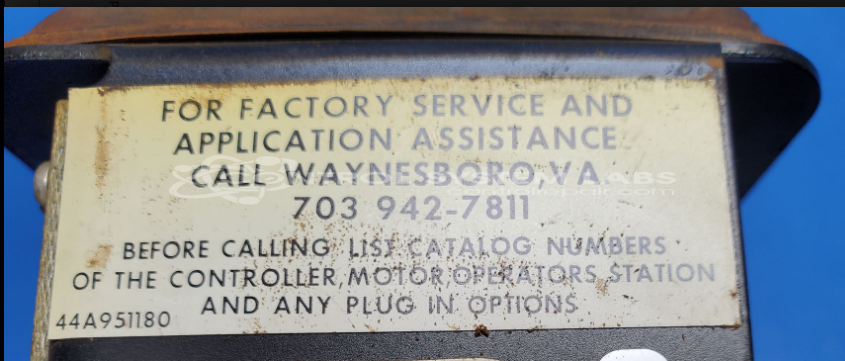 FOR FACTORY SERVICE AND
APPLICATION ASSISTANCE
CALL WAYNESBORO, VA.
703 942-7811
BEFORE CALLING LIST CATALOG NUMBERS
OF THE CONTROLLER, MOTOR, OPERATORS STATION
AND ANY PLUG IN OPTIONS
44A951180